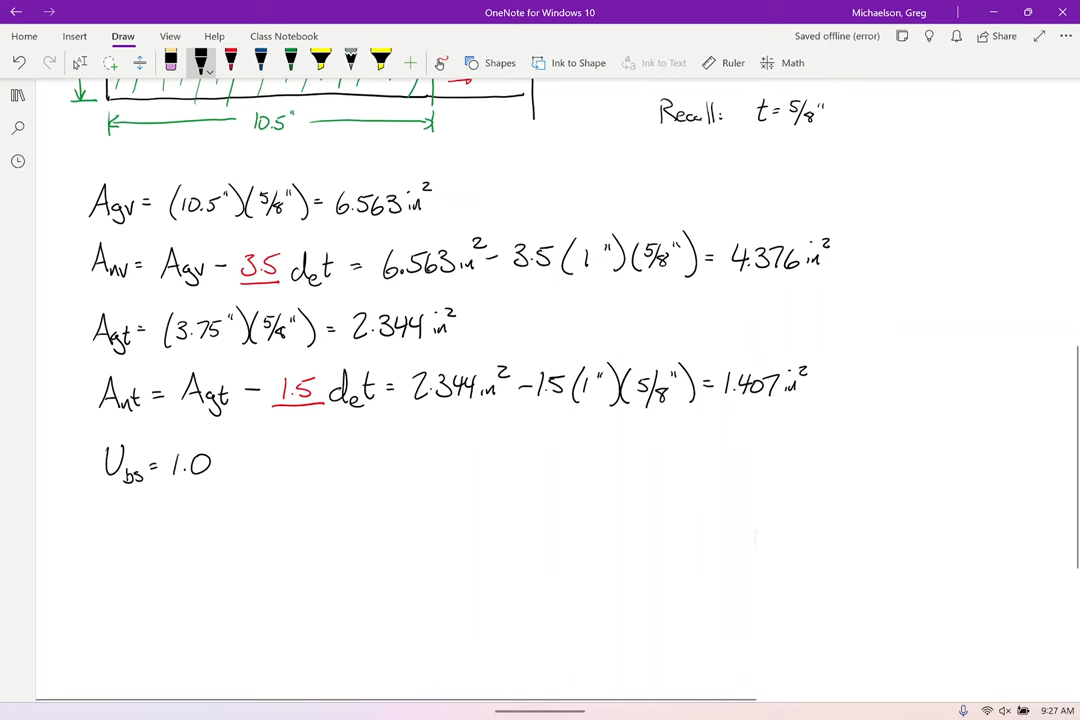 OneNote for Windows 10
Michaelson, Greg
Home Insert Draw View Help Class Notebook
Saved offline (error)
Share
Shapes
Ink to Shape
Ink to Text
Ruler
Math
10.5"
Recall: t = 5/8"
Agv = (10.5")(5/8") = 6.563 in²
Anv = Agv - 3.5 det = 6.563 in² - 3.5 (1")(5/8") = 4.376 in²
Agt = (3.75")(5/8") = 2.344 in²
Ant = Agt - 1.5 det = 2.344 in² - 1.5 (1")(5/8") = 1.407 in²
Ubs = 1.0
9:27 AM